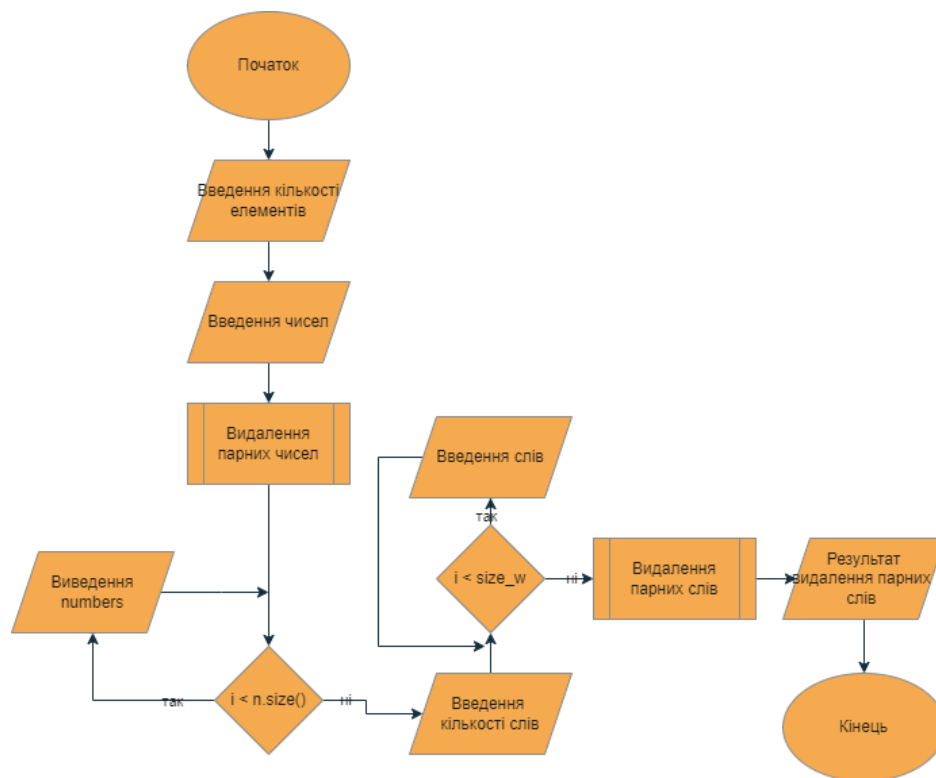 Початок
Введення кількості
елементів
Введення чисел
Видалення
парних чисел
Виведення
numbers
так
i < n.size()
ні
Введення
кількості слів
Введення слів
так
i < size_w
ні
Видалення
парних слів
Результат
видалення парних
слів
Кінець